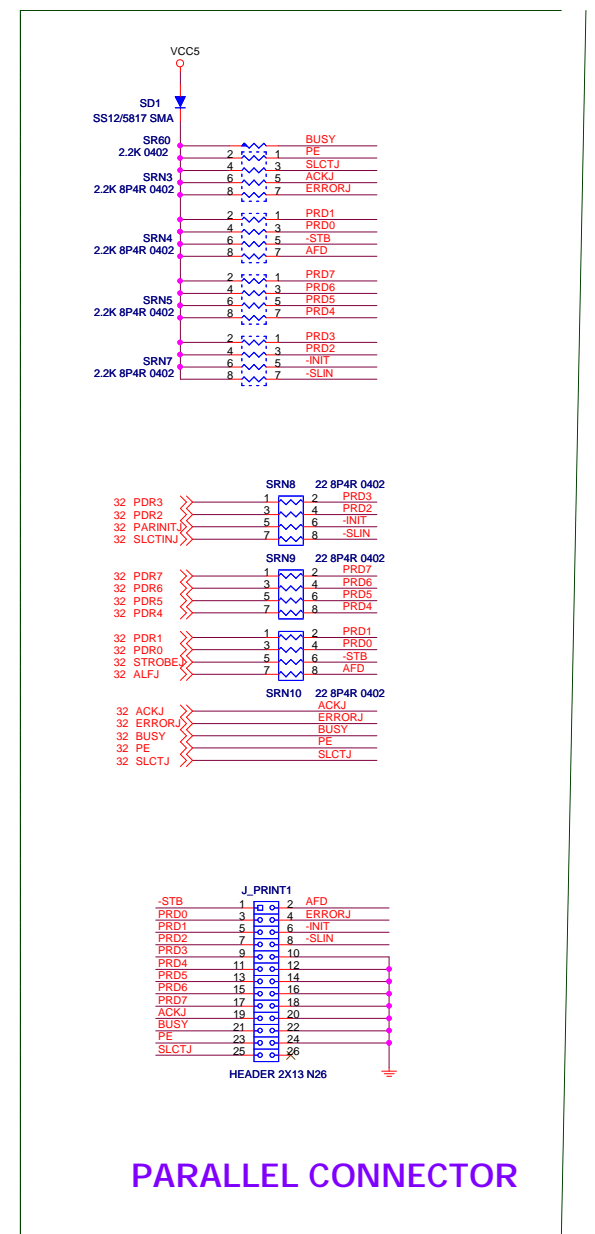 VCC5
SD1
SS12/5817 SMA
SR60
2.2K 0402
BUSY
2 1 PE
4 3 SLCTJ
SRN3 6 5 ACKJ
2.2K 8P4R 0402 8 7 ERRORJ
2 1 PRD1
4 3 PRD0
SRN4 6 5 -STB
2.2K 8P4R 0402 8 7 AFD
2 1 PRD7
4 3 PRD6
SRN5 6 5 PRD5
2.2K 8P4R 0402 8 7 PRD4
2 1 PRD3
4 3 PRD2
SRN7 6 5 -INIT
2.2K 8P4R 0402 8 7 -SLIN
SRN8 22 8P4R 0402
32 PDR3 1 2 PRD3
32 PDR2 3 4 PRD2
32 PARINITJ 5 6 -INIT
32 SLCTINJ 7 8 -SLIN
SRN9 22 8P4R 0402
32 PDR7 1 2 PRD7
32 PDR6 3 4 PRD6
32 PDR5 5 6 PRD5
32 PDR4 7 8 PRD4
32 PDR1 1 2 PRD1
32 PDR0 3 4 PRD0
32 STROBEJ 5 6 -STB
32 ALFJ 7 8 AFD
SRN10 22 8P4R 0402
32 ACKJ ACKJ
32 ERRORJ ERRORJ
32 BUSY BUSY
32 PE PE
32 SLCTJ SLCTJ
J_PRINT1
-STB 1 2 AFD
PRD0 3 4 ERRORJ
PRD1 5 6 -INIT
PRD2 7 8 -SLIN
PRD3 9 10
PRD4 11 12
PRD5 13 14
PRD6 15 16
PRD7 17 18
ACKJ 19 20
BUSY 21 22
PE 23 24
SLCTJ 25 26
HEADER 2X13 N26
PARALLEL CONNECTOR